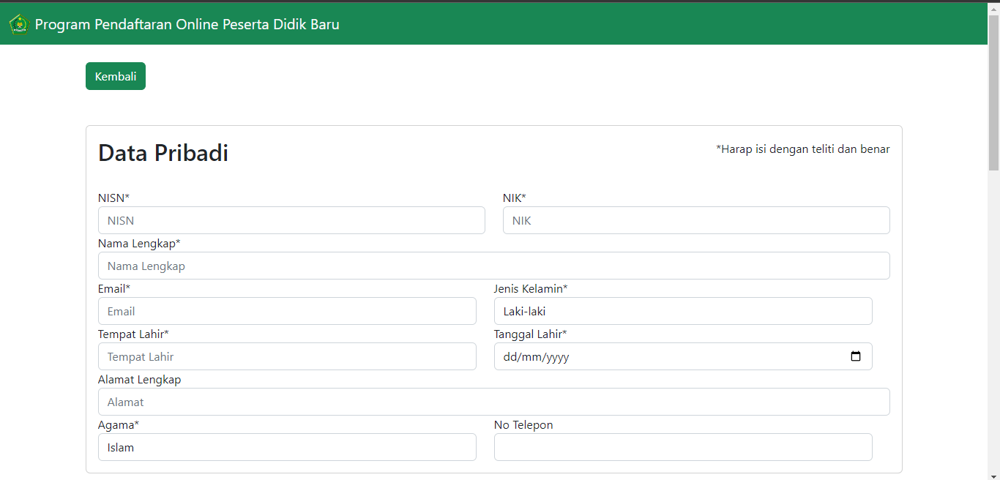 Program Pendaftaran Online Peserta Didik Baru
Kembali
Data Pribadi
*Harap isi dengan teliti dan benar
NISN*
NIK*
NISN
NIK
Nama Lengkap*
Nama Lengkap
Email*
Jenis Kelamin*
Email
Laki-laki
Tempat Lahir*
Tanggal Lahir*
Tempat Lahir
dd/mm/yyyy
Alamat Lengkap
Alamat
Agama*
No Telepon
Islam